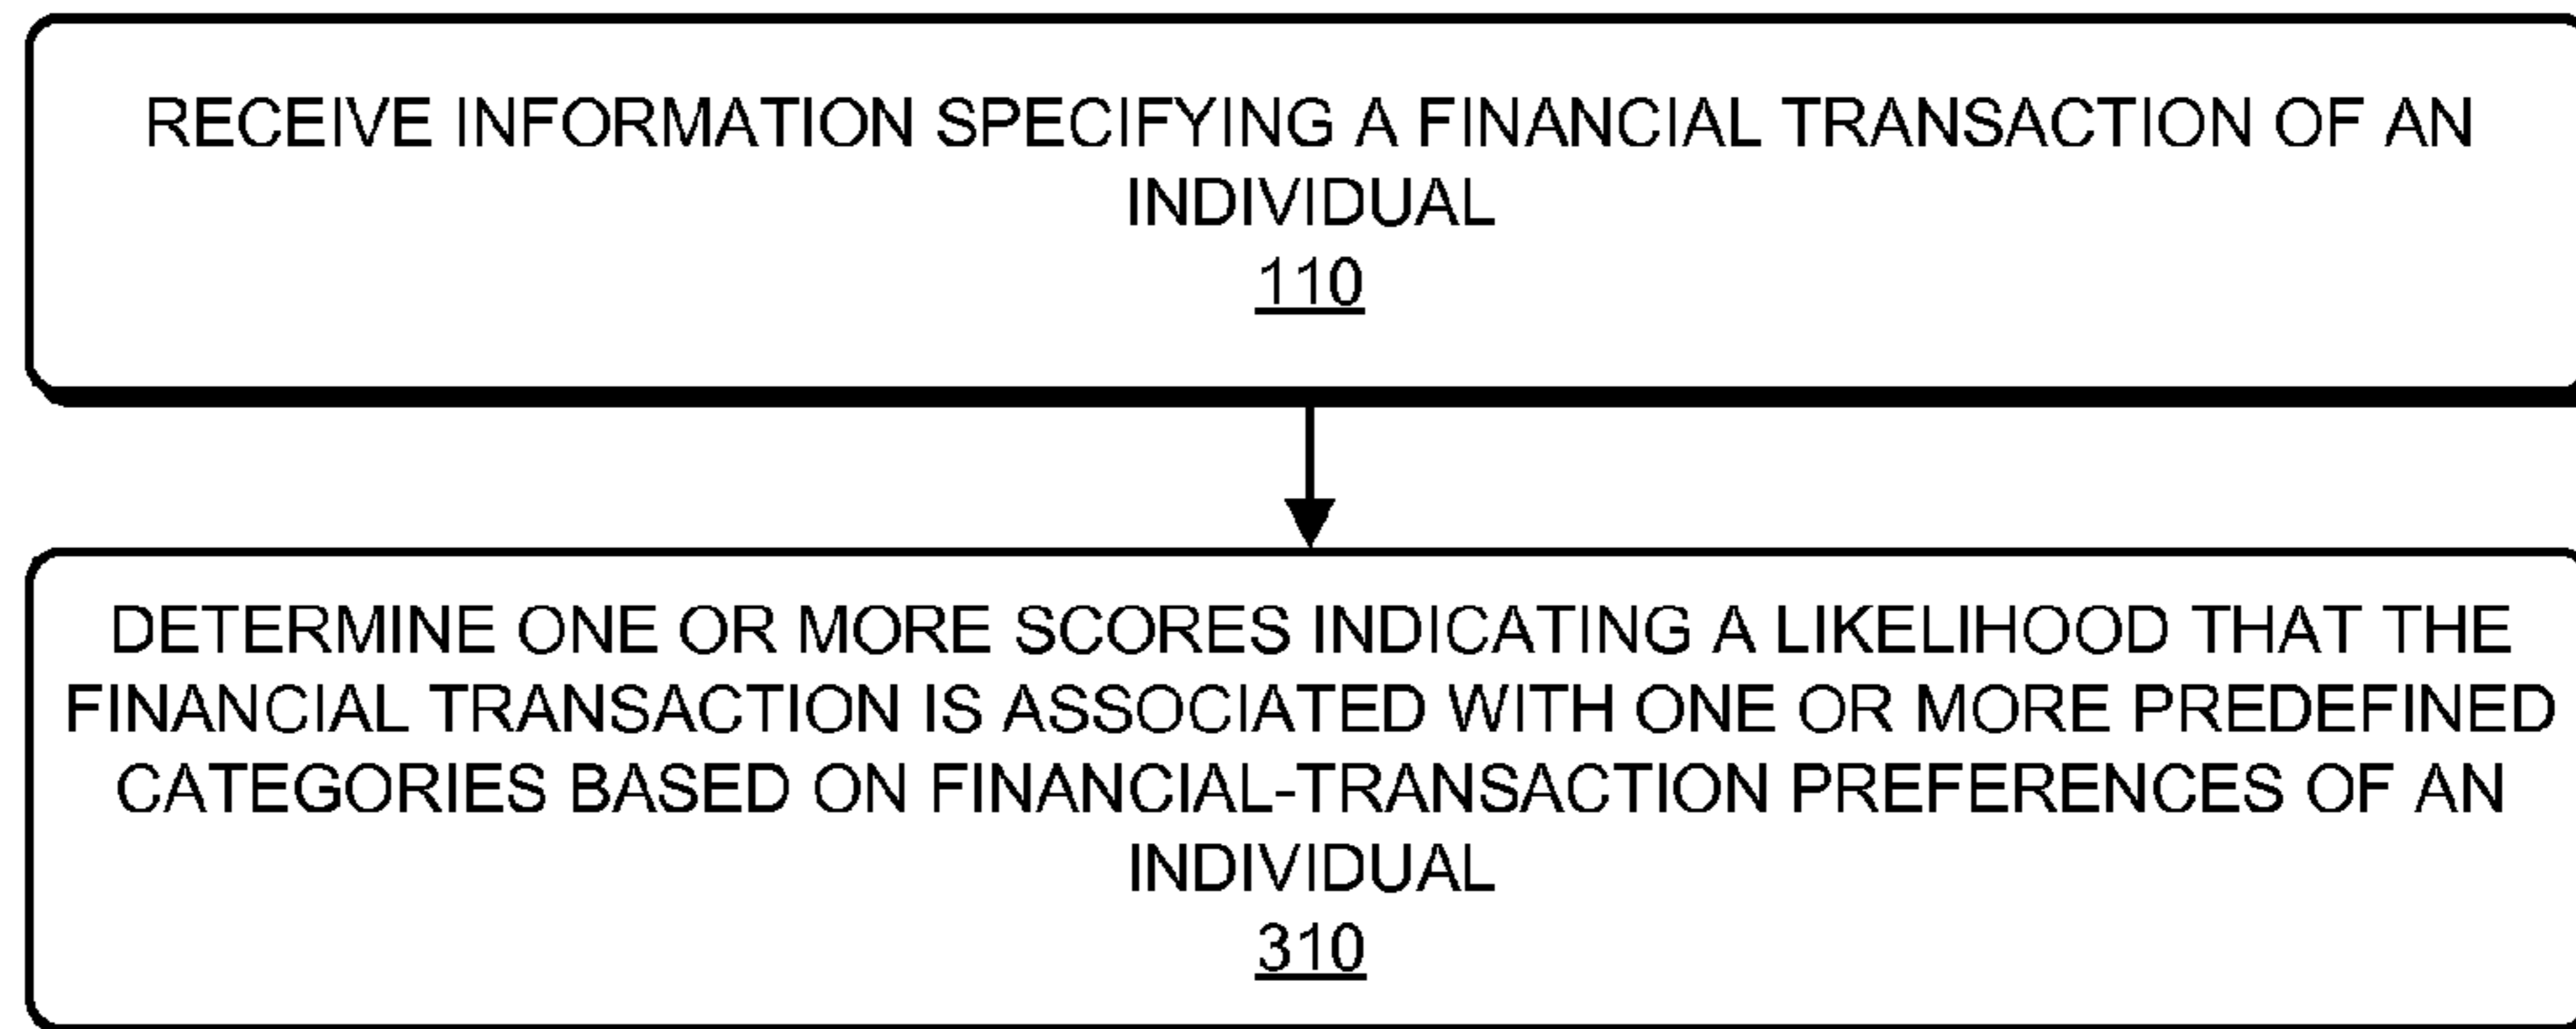 RECEIVE INFORMATION SPECIFYING A FINANCIAL TRANSACTION OF AN
INDIVIDUAL
110
DETERMINE ONE OR MORE SCORES INDICATING A LIKELIHOOD THAT THE
FINANCIAL TRANSACTION IS ASSOCIATED WITH ONE OR MORE PREDEFINED
CATEGORIES BASED ON FINANCIAL-TRANSACTION PREFERENCES OF AN
INDIVIDUAL
310